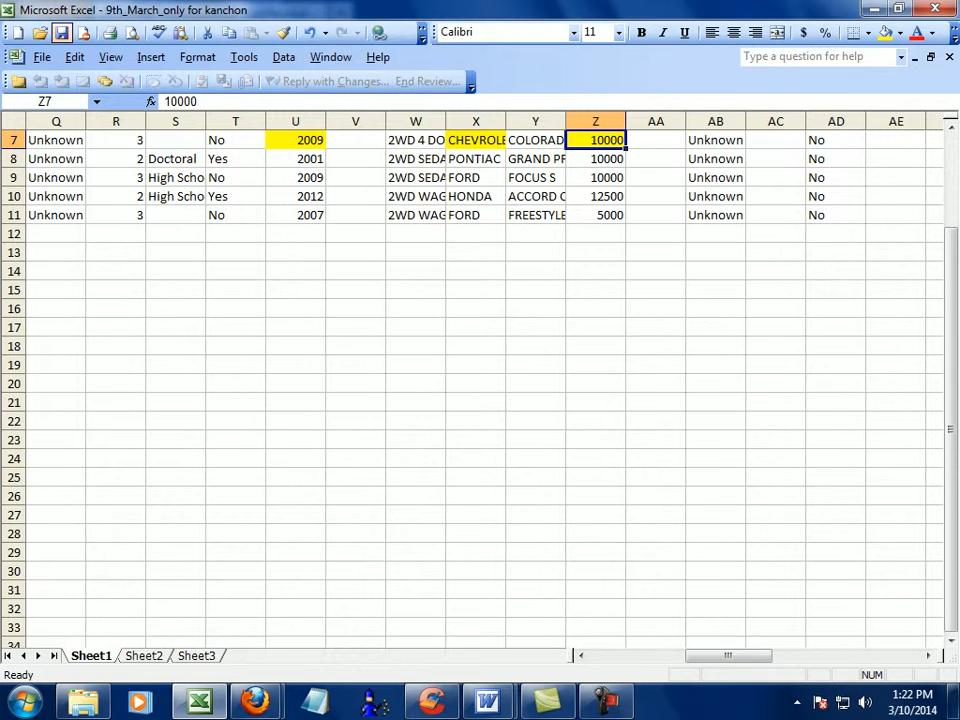 Microsoft Excel - 9th_March_only for kanchon
Calibri 11 B I U $ %
File Edit View Insert Format Tools Data Window Help Type a question for help
Reply with Changes... End Review...
Z7 fx 10000
Q R S T U V W X Y Z AA AB AC AD AE
7 Unknown 3 No 2009 2WD 4 DO CHEVROLE COLORAD 10000 Unknown No
8 Unknown 2 Doctoral Yes 2001 2WD SEDA PONTIAC GRAND PR 10000 Unknown No
9 Unknown 3 High Scho No 2009 2WD SEDA FORD FOCUS S 10000 Unknown No
10 Unknown 2 High Scho Yes 2012 2WD WAG HONDA ACCORD C 12500 Unknown No
11 Unknown 3 No 2007 2WD WAG FORD FREESTYLE 5000 Unknown No
12
13
14
15
16
17
18
19
20
21
22
23
24
25
26
27
28
29
30
31
32
33
34
Sheet1 Sheet2 Sheet3
Ready NUM
1:22 PM
3/10/2014